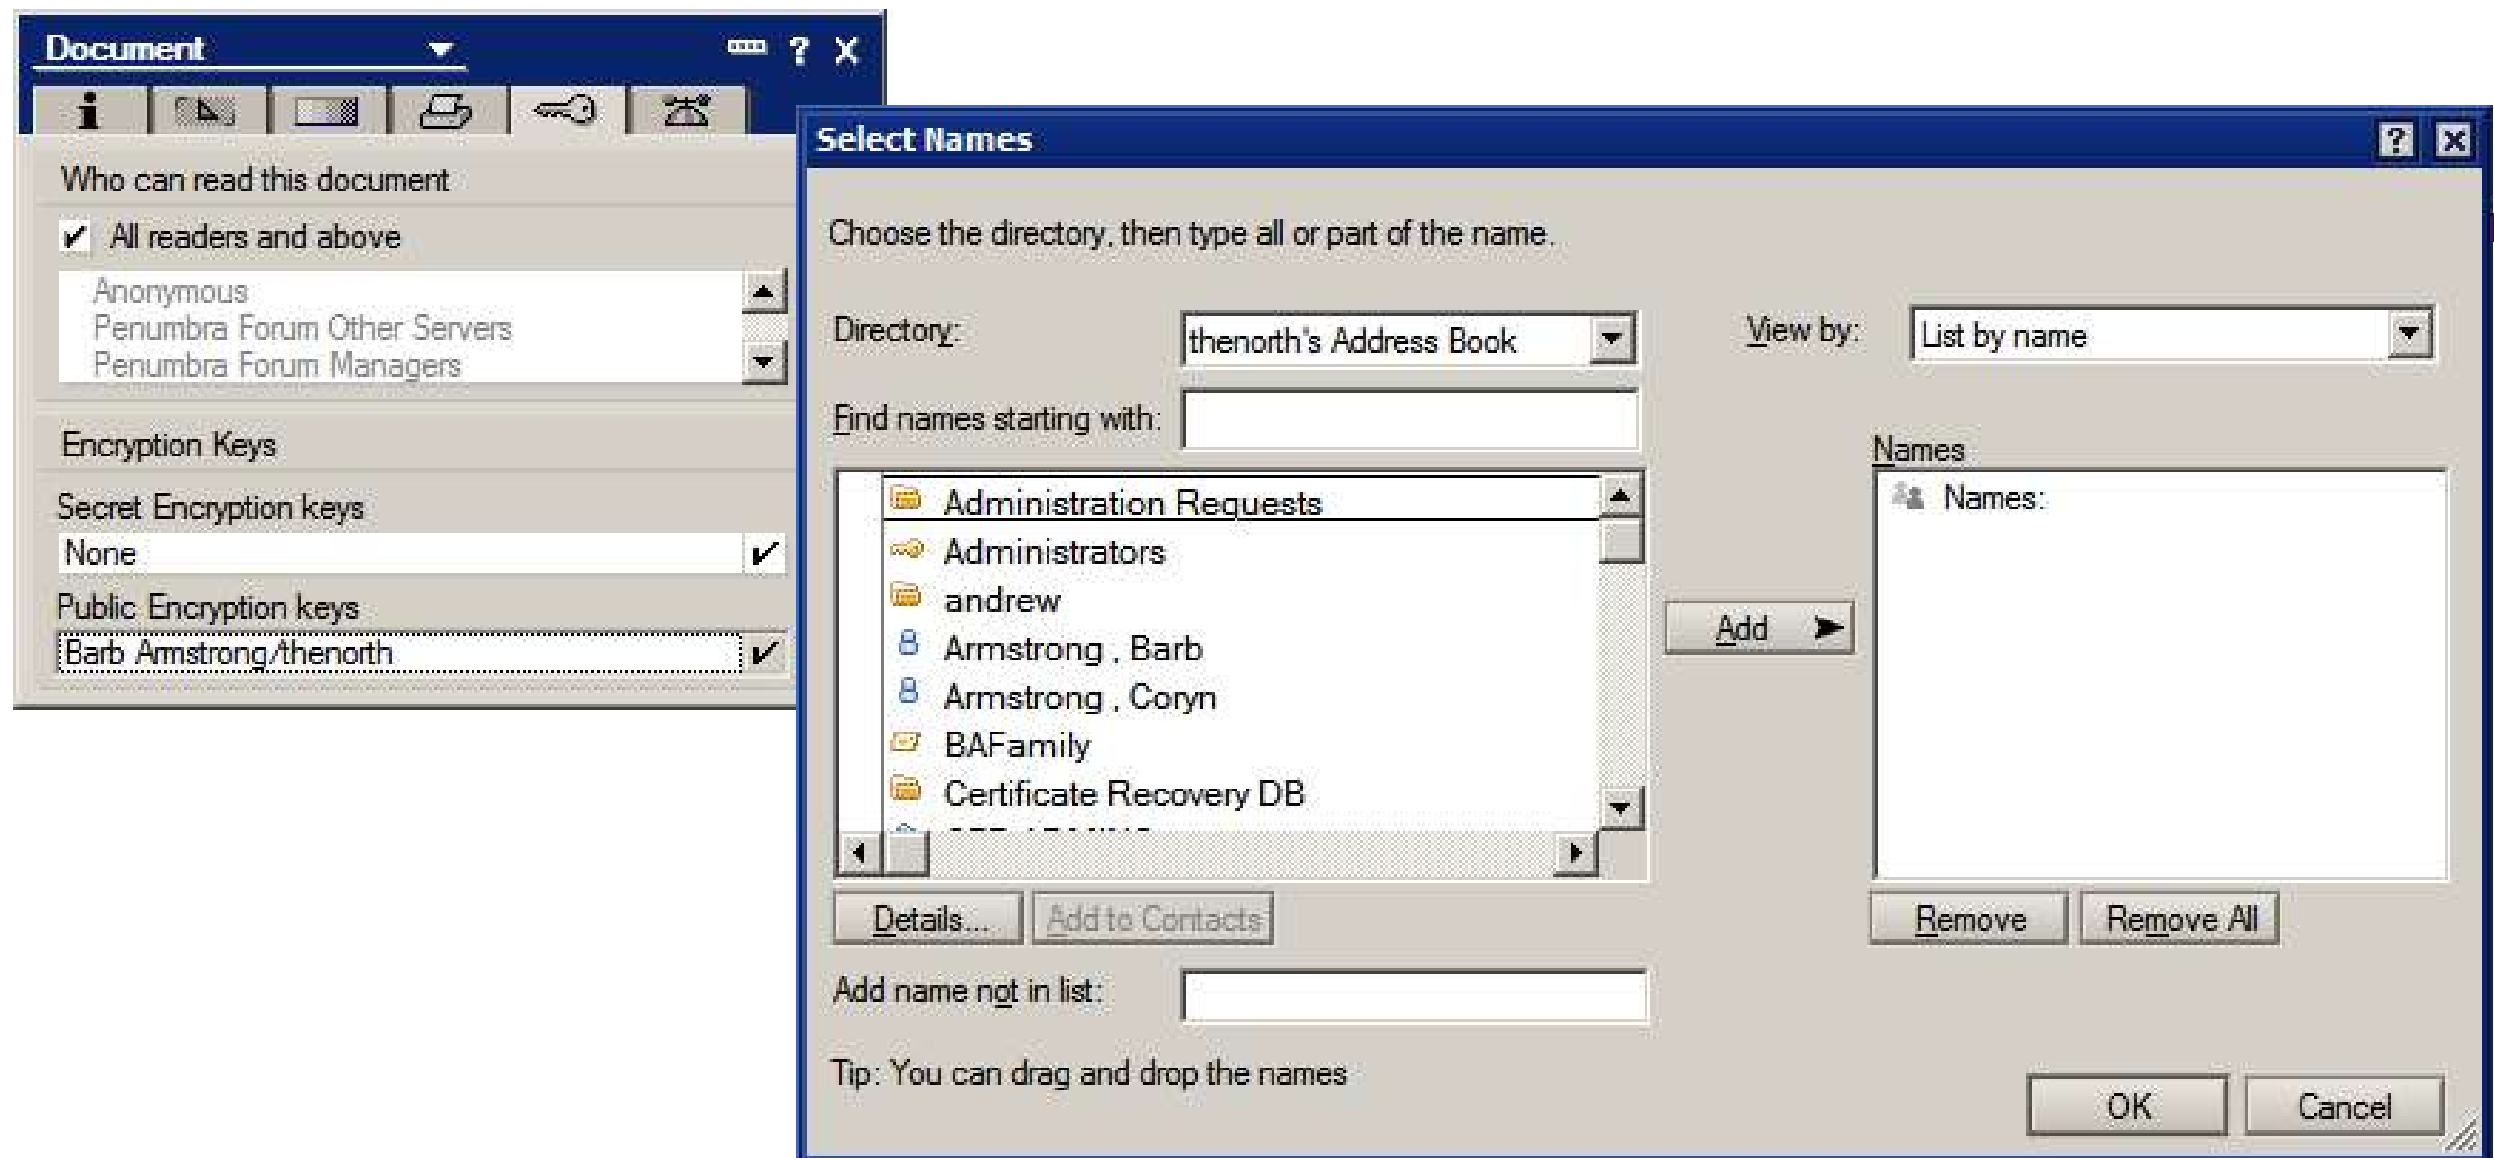 Document
?
X
i
Who can read this document
All readers and above
Anonymous
Penumbra Forum Other Servers
Penumbra Forum Managers
Encryption Keys
Secret Encryption keys
None
Public Encryption keys
Barb Armstrong/thenorth
Select Names
?
Choose the directory, then type all or part of the name.
Directory:
thenorth's Address Book
View by:
List by name
Find names starting with:
Administration Requests
Administrators
andrew
Armstrong , Barb
Armstrong , Coryn
BAFamily
Certificate Recovery DB
Add
Names
Names:
Details...
Add to Contacts
Remove
Remove All
Add name not in list:
Tip: You can drag and drop the names
OK
Cancel